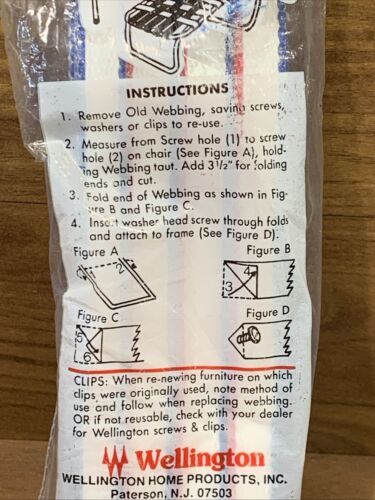 INSTRUCTIONS
1. Remove Old Webbing, saving screws,
washers or clips to re-use.
2. Measure from Screw hole (1) to screw
hole (2) on chair (See Figure A), hold-
ing Webbing taut. Add 3½" for folding
ends and cut.
3. Fold end of Webbing as shown in Fig-
ure B and Figure C.
4. Insert washer head screw through folds
and attach to frame (See Figure D).
Figure A
Figure B
2
3
4
Figure C
Figure D
5
6
CLIPS: When re-newing furniture on which
clips were originally used, note method of
use and follow when replacing webbing.
OR if not reusable, check with your dealer
for Wellington screws & clips.
Wellington
WELLINGTON HOME PRODUCTS, INC.
Paterson, N.J. 07503